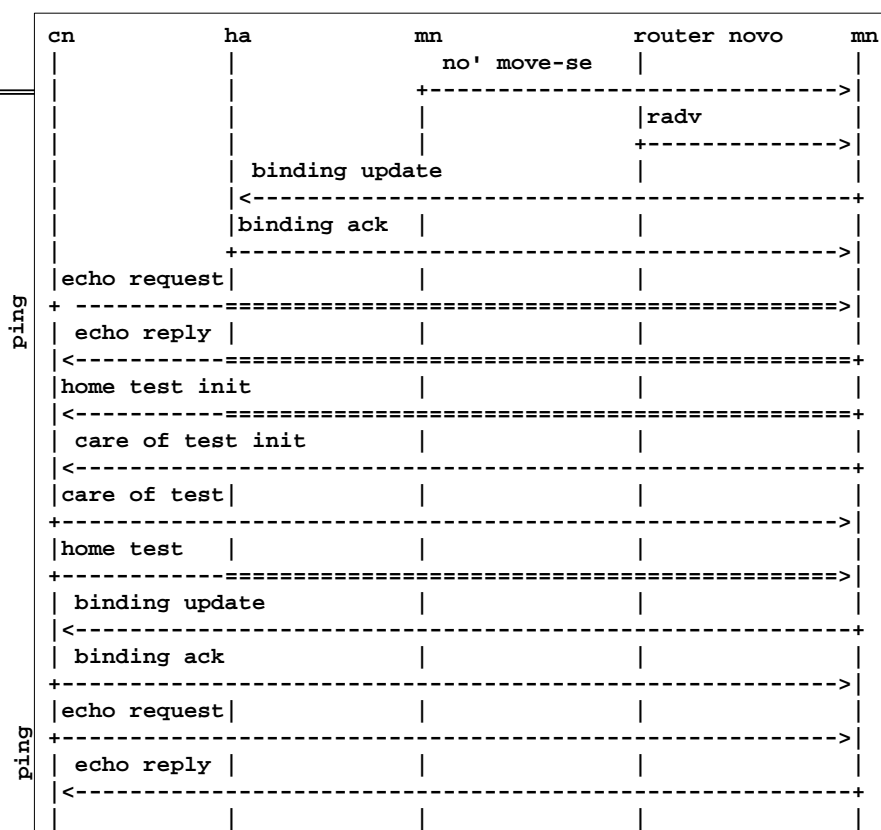 cn ha mn router novo mn
no' move-se
radv
binding update
binding ack
echo request
ping
echo reply
home test init
care of test init
care of test
home test
binding update
binding ack
echo request
ping
echo reply